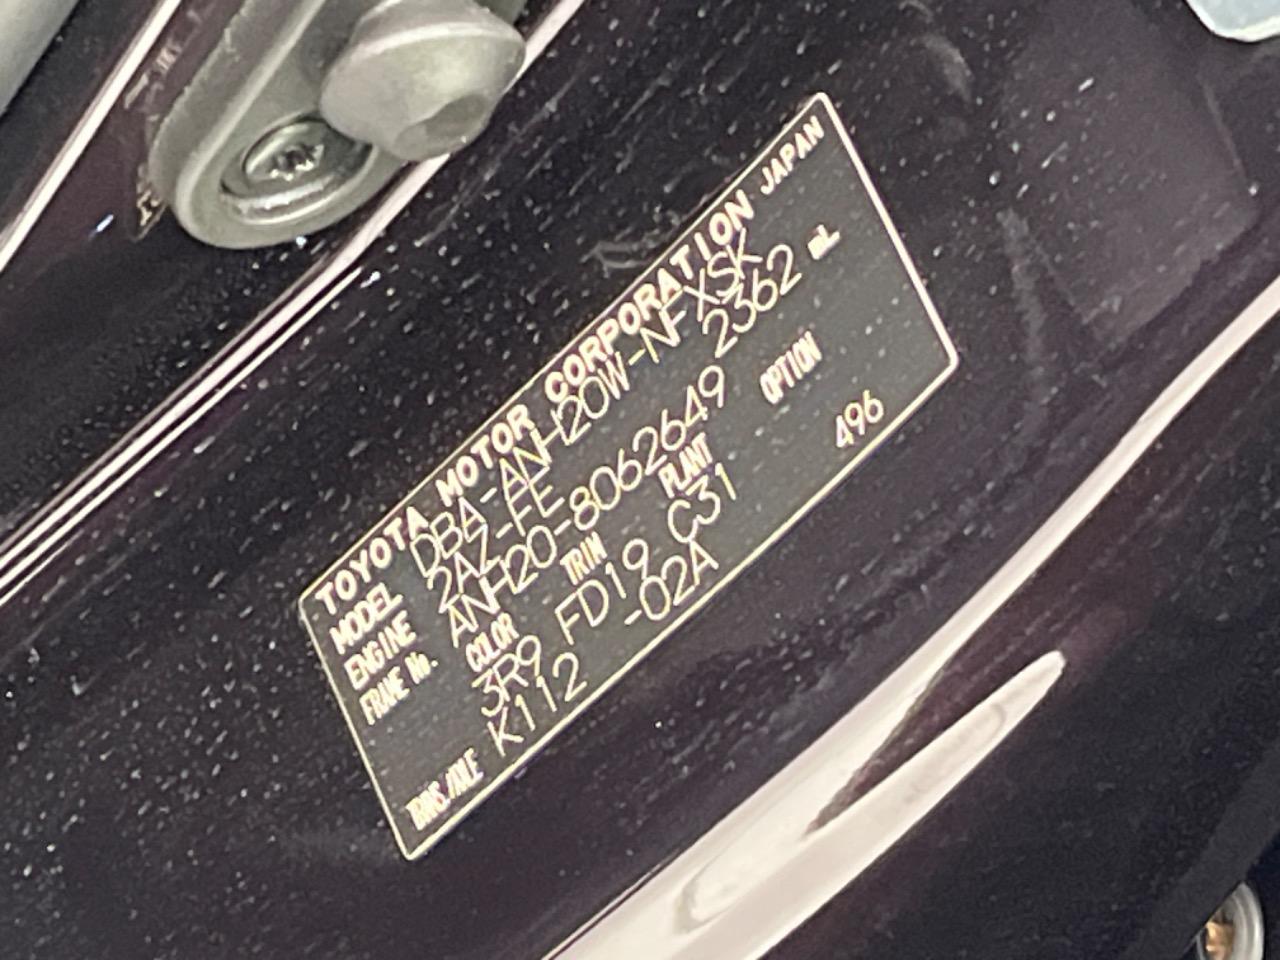 TOYOTA MOTOR CORPORATION JAPAN
MODEL DBA-ANH20W-NFXSK
ENGINE 2AZ-FE 2362 mL
FRAME No. ANH20-8062649
COLOR TRIM PLANT OPTION
3R9 FD19 C31 496
TRANS./AXLE K112 -02A